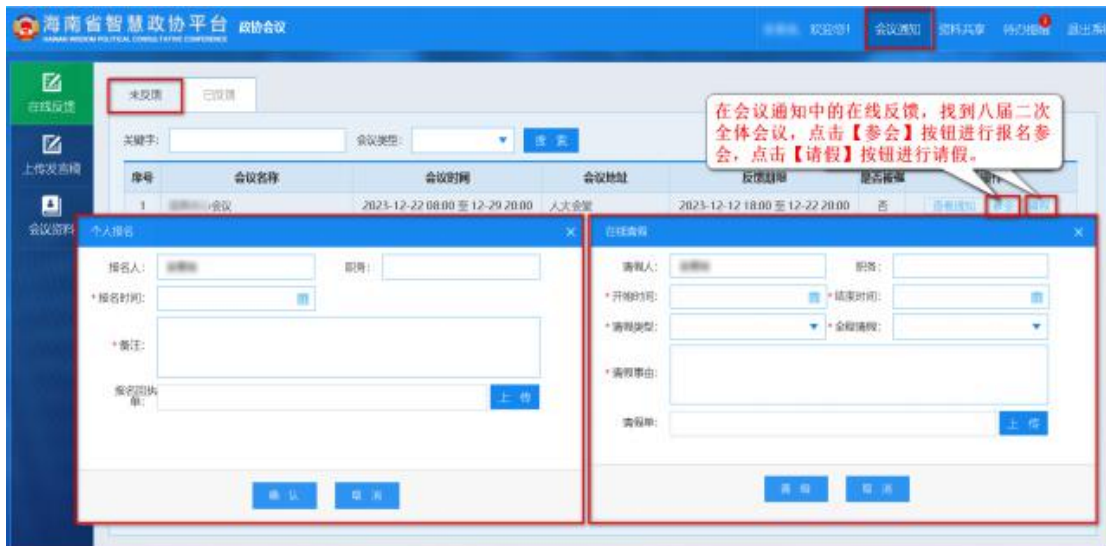 海南省智慧政协平台 政协会议
HAINAN WISDOM POLITICAL CONSULTATIVE CONFERENCE
欢迎您! 会议通知 资料共享 待办提醒 退出系统
在线反馈
上传发言稿
会议资料
未反馈 已反馈
关键字: 会议类型: 搜 索
在会议通知中的在线反馈，找到八届二次
全体会议，点击【参会】按钮进行报名参
会，点击【请假】按钮进行请假。
序号 会议名称 会议时间 会议地址 反馈期限 是否被催
1 会议 2023-12-22 08:00 至 12-29 20:00 人大会堂 2023-12-12 18:00 至 12-22 20:00 否 查看通知 参会 请假
个人报名 ×
报名人: 职务:
*报名时间:
*备注:
报名回执
单: 上 传
确 认 取 消
在线请假 ×
请假人: 职务:
*开始时间: *结束时间:
*请假类型: *全程请假:
*请假事由:
请假单: 上 传
取 消